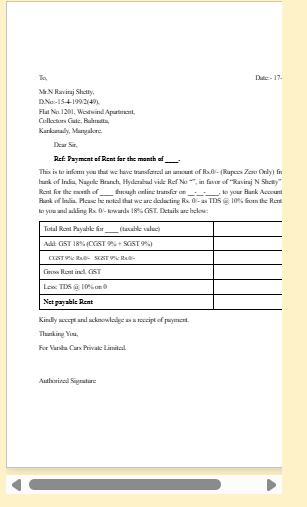 To, Date:- 17-
Mr.N Raviraj Shetty,
D.No:-15-4-199/2(49),
Flat No.1201, Westwind Apartment,
Collectors Gate, Balmatta,
Kankanady, Mangalore.
Dear Sir,
Ref: Payment of Rent for the month of ____.
This is to inform you that we have transferred an amount of Rs.0/- (Rupees Zero Only) fr
bank of India, Nagole Branch, Hyderabad vide Ref No “”, in favor of “Raviraj N Shetty”
Rent for the month of ____ through online transfer on __-__-____, to your Bank Account
Bank of India. Please be noted that we are deducting Rs. 0/- as TDS @ 10% from the Rent
to you and adding Rs. 0/- towards 18% GST. Details are below:
Total Rent Payable for ____ (taxable value)
Add: GST 18% (CGST 9% + SGST 9%)
CGST 9%: Rs.0/- SGST 9%: Rs.0/-
Gross Rent incl. GST
Less: TDS @ 10% on 0
Net payable Rent
Kindly accept and acknowledge as a receipt of payment.
Thanking You,
For Varsha Cars Private Limited.
Authorized Signature